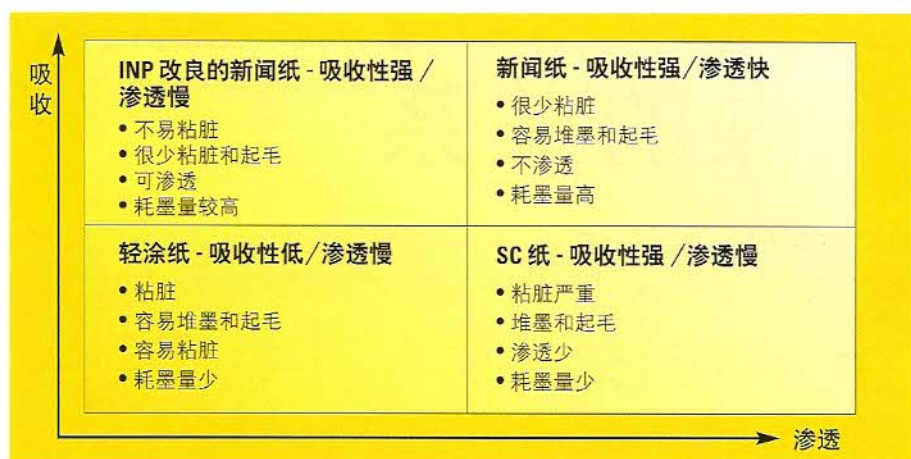 吸收
INP 改良的新闻纸 - 吸收性强 /
渗透慢
• 不易粘脏
• 很少粘脏和起毛
• 可渗透
• 耗墨量较高
新闻纸 - 吸收性强/渗透快
• 很少粘脏
• 容易堆墨和起毛
• 不渗透
• 耗墨量高
轻涂纸 - 吸收性低/渗透慢
• 粘脏
• 容易堆墨和起毛
• 容易粘脏
• 耗墨量少
SC 纸 - 吸收性强 /渗透慢
• 粘脏严重
• 堆墨和起毛
• 渗透少
• 耗墨量少
渗透